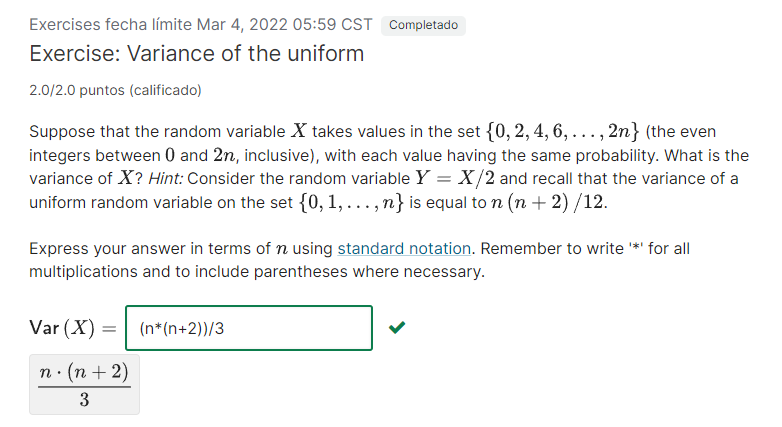 Exercises fecha límite Mar 4, 2022 05:59 CST Completado
Exercise: Variance of the uniform
2.0/2.0 puntos (calificado)
Suppose that the random variable X takes values in the set {0, 2, 4, 6, . . . , 2n} (the even
integers between 0 and 2n, inclusive), with each value having the same probability. What is the
variance of X? Hint: Consider the random variable Y = X/2 and recall that the variance of a
uniform random variable on the set {0, 1, . . . , n} is equal to n (n + 2) /12.
Express your answer in terms of n using standard notation. Remember to write '*' for all
multiplications and to include parentheses where necessary.
Var (X) = (n*(n+2))/3
n · (n + 2)
3